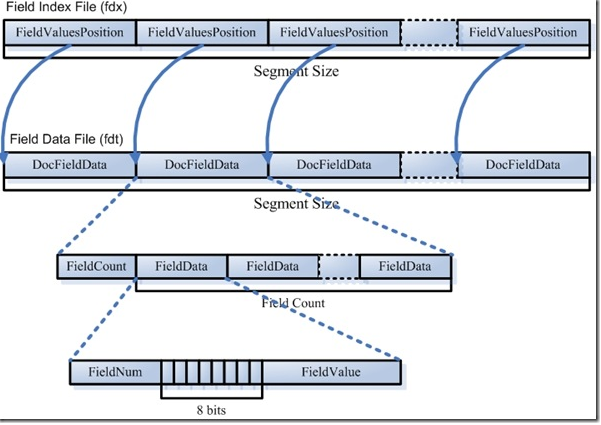 Field Index File (fdx)
FieldValuesPosition FieldValuesPosition FieldValuesPosition FieldValuesPosition
Segment Size
Field Data File (fdt)
DocFieldData DocFieldData DocFieldData DocFieldData
Segment Size
FieldCount FieldData FieldData FieldData
Field Count
FieldNum FieldValue
8 bits